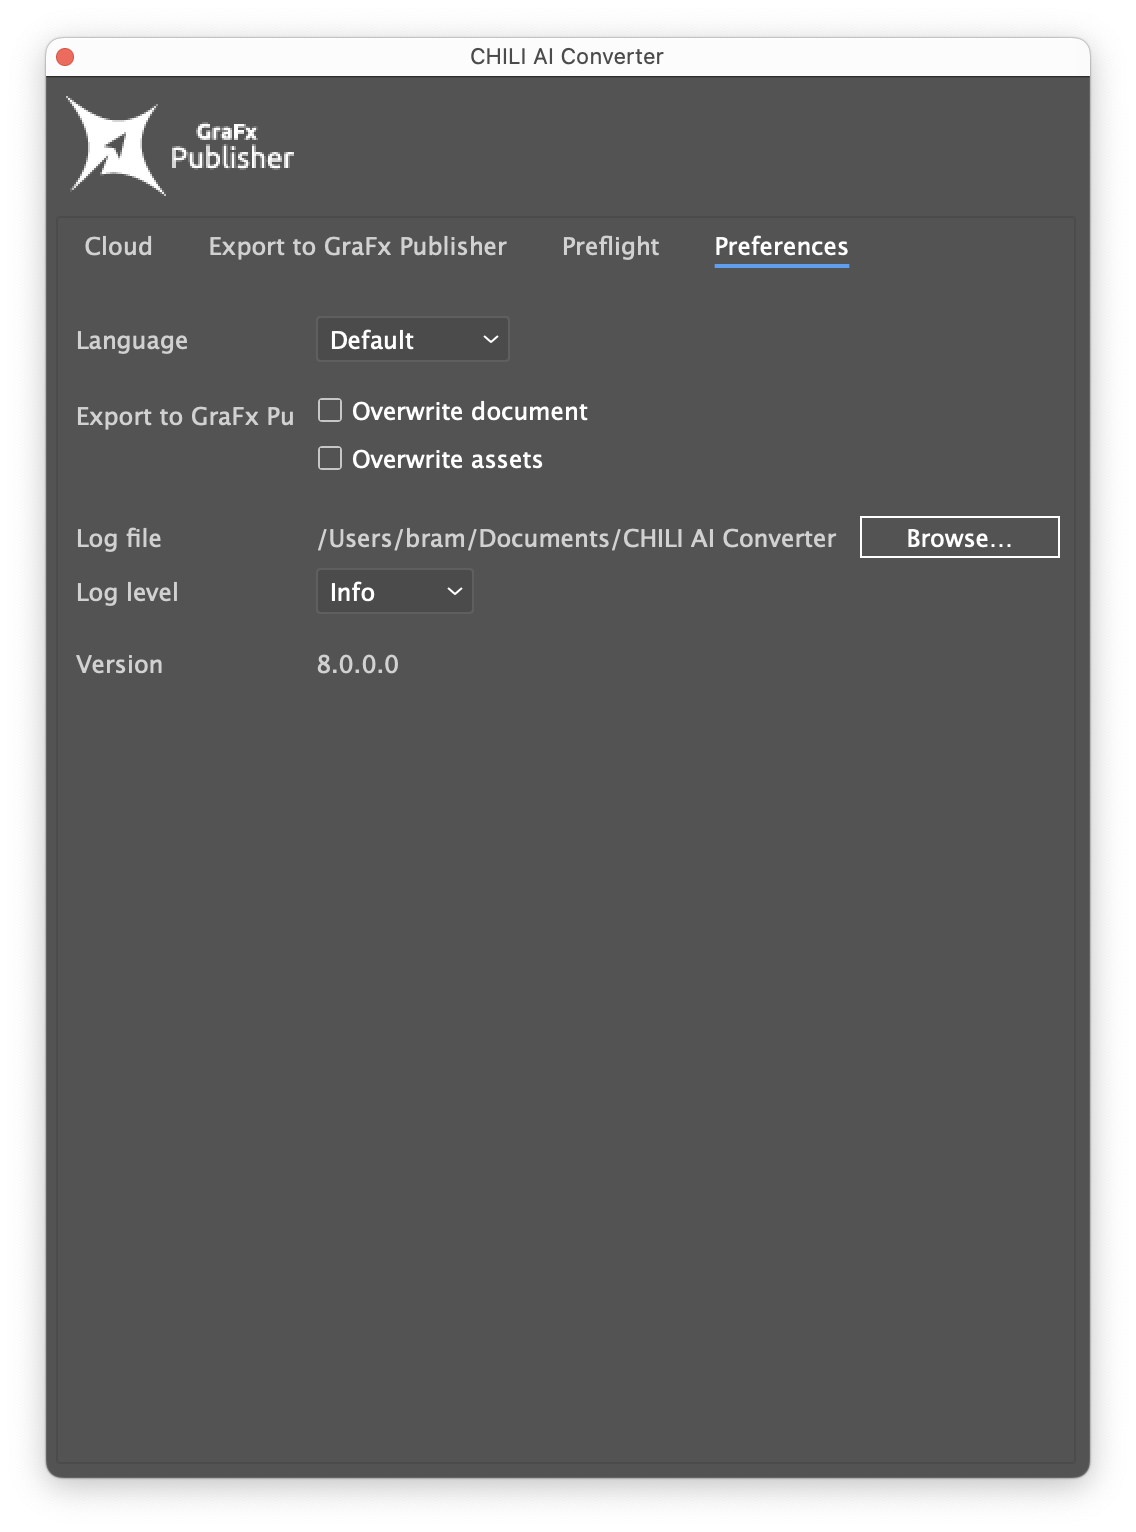 CHILI AI Converter
GraFx
Publisher
Cloud Export to GraFx Publisher Preflight Preferences
Language Default
Export to GraFx Pu Overwrite document
Overwrite assets
Log file /Users/bram/Documents/CHILI AI Converter Browse...
Log level Info
Version 8.0.0.0